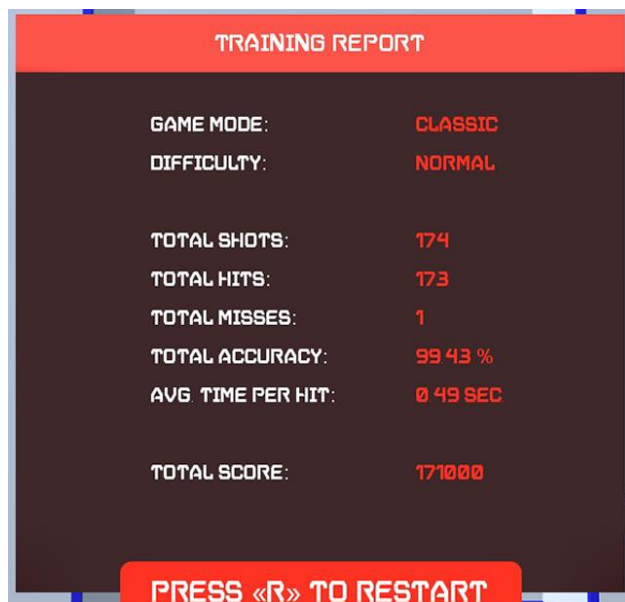 TRAINING REPORT
GAME MODE: CLASSIC
DIFFICULTY: NORMAL
TOTAL SHOTS: 174
TOTAL HITS: 173
TOTAL MISSES: 1
TOTAL ACCURACY: 99.43 %
AVG. TIME PER HIT: 0.49 SEC
TOTAL SCORE: 171000
PRESS «R» TO RESTART